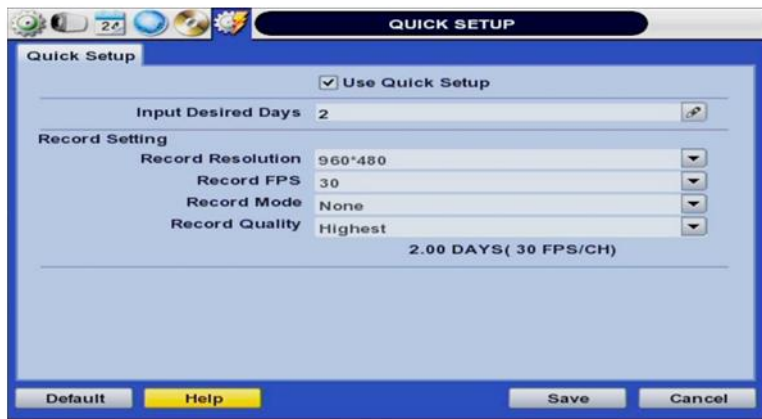 QUICK SETUP
Quick Setup
Use Quick Setup
Input Desired Days 2
Record Setting
Record Resolution 960*480
Record FPS 30
Record Mode None
Record Quality Highest
2.00 DAYS( 30 FPS/CH)
Default Help Save Cancel